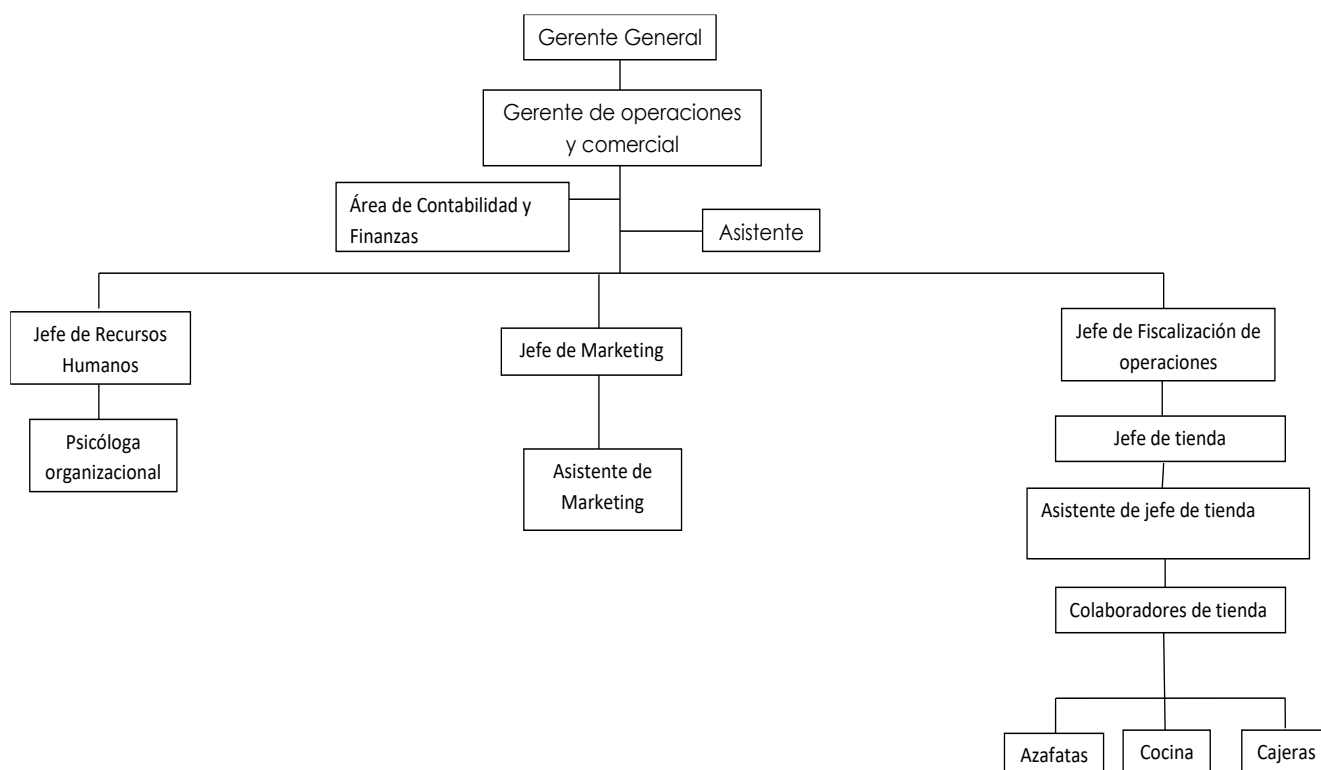 Gerente General
Gerente de operaciones
y comercial
Área de Contabilidad y
Finanzas
Asistente
Jefe de Recursos
Humanos
Jefe de Marketing
Jefe de Fiscalización de
operaciones
Psicóloga
organizacional
Asistente de
Marketing
Jefe de tienda
Asistente de jefe de tienda
Colaboradores de tienda
Azafatas
Cocina
Cajeras